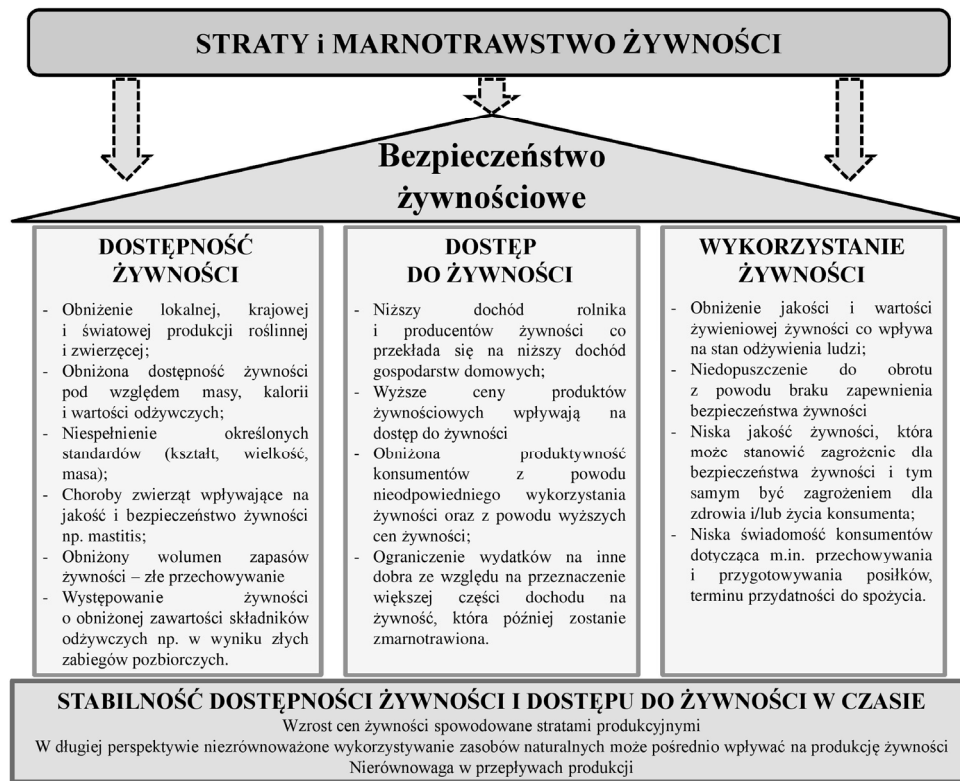 STRATY i MARNOTRAWSTWO ŻYWNOŚCI
Bezpieczeństwo
żywnościowe
DOSTĘPNOŚĆ
ŻYWNOŚCI
- Obniżenie lokalnej, krajowej
i światowej produkcji roślinnej
i zwierzęcej;
- Obniżona dostępność żywności
pod względem masy, kalorii
i wartości odżywczych;
- Niespełnienie określonych
standardów (kształt, wielkość,
masa);
- Choroby zwierząt wpływające na
jakość i bezpieczeństwo żywności
np. mastitis;
- Obniżony wolumen zapasów
żywności – złe przechowywanie
- Występowanie żywności
o obniżonej zawartości składników
odżywczych np. w wyniku złych
zabiegów pozbiorczych.
DOSTĘP
DO ŻYWNOŚCI
- Niższy dochód rolnika
i producentów żywności co
przekłada się na niższy dochód
gospodarstw domowych;
- Wyższe ceny produktów
żywnościowych wpływają na
dostęp do żywności
- Obniżona produktywność
konsumentów z powodu
nieodpowiedniego wykorzystania
żywności oraz z powodu wyższych
cen żywności;
- Ograniczenie wydatków na inne
dobra ze względu na przeznaczenie
większej części dochodu na
żywność, która później zostanie
zmarnotrawiona.
WYKORZYSTANIE
ŻYWNOŚCI
- Obniżenie jakości i wartości
żywieniowej żywności co wpływa
na stan odżywienia ludzi;
- Niedopuszczenie do obrotu
z powodu braku zapewnienia
bezpieczeństwa żywności
- Niska jakość żywności, która
może stanowić zagrożenie dla
bezpieczeństwa żywności i tym
samym być zagrożeniem dla
zdrowia i/lub życia konsumenta;
- Niska świadomość konsumentów
dotycząca m.in. przechowywania
i przygotowywania posiłków,
terminu przydatności do spożycia.
STABILNOŚĆ DOSTĘPNOŚCI ŻYWNOŚCI I DOSTĘPU DO ŻYWNOŚCI W CZASIE
Wzrost cen żywności spowodowane stratami produkcyjnymi
W długiej perspektywie niezrównoważone wykorzystywanie zasobów naturalnych może pośrednio wpływać na produkcję żywności
Nierównowaga w przepływach produkcji